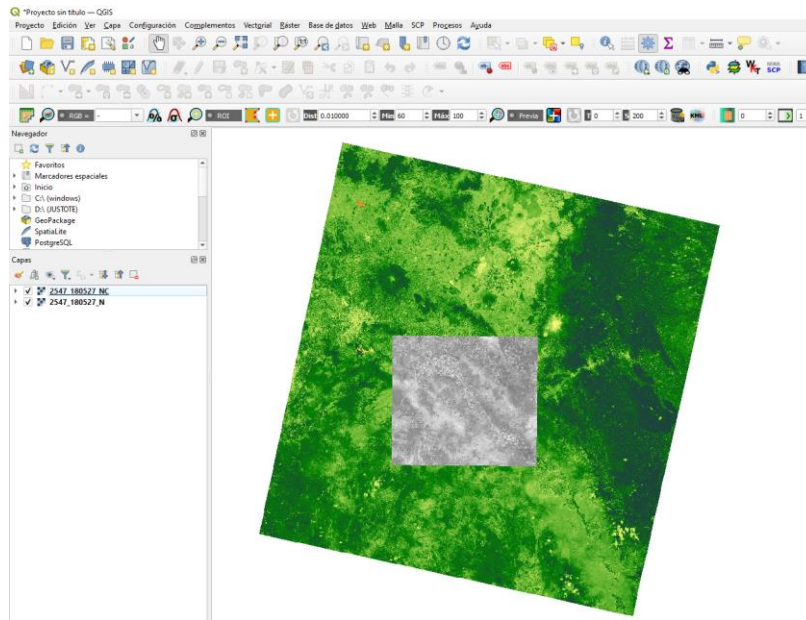 *Proyecto sin título — QGIS
Proyecto Edición Ver Capa Configuración Complementos Vectorial Ráster Base de datos Web Malla SCP Procesos Ayuda
RGB = - ROI Dist 0.010000 Min 60 Máx 100 Previa T 0 S 200 KML 0 1
Navegador
Favoritos
Marcadores espaciales
Inicio
C:\ (windows)
D:\ (JUSTOTE)
GeoPackage
SpatiaLite
PostgreSQL
Capas
2547_180527_NC
2547_180527_N